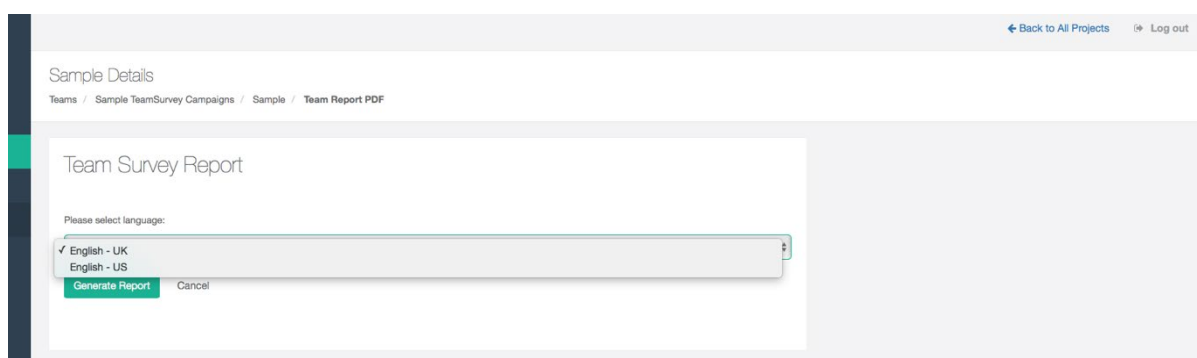 Back to All Projects Log out
Sample Details
Teams / Sample TeamSurvey Campaigns / Sample / Team Report PDF
Team Survey Report
Please select language:
✓ English - UK
English - US
Generate Report Cancel